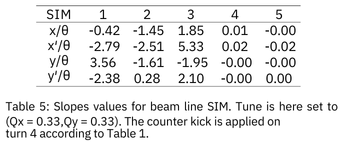 SIM 1 2 3 4 5
x/θ -0.42 -1.45 1.85 0.01 -0.00
x'/θ -2.79 -2.51 5.33 0.02 -0.02
y/θ 3.56 -1.61 -1.95 -0.00 -0.00
y'/θ -2.38 0.28 2.10 -0.00 0.00
Table 5: Slopes values for beam line SIM. Tune is here set to
(Qx = 0.33,Qy = 0.33). The counter kick is applied on
turn 4 according to Table 1.